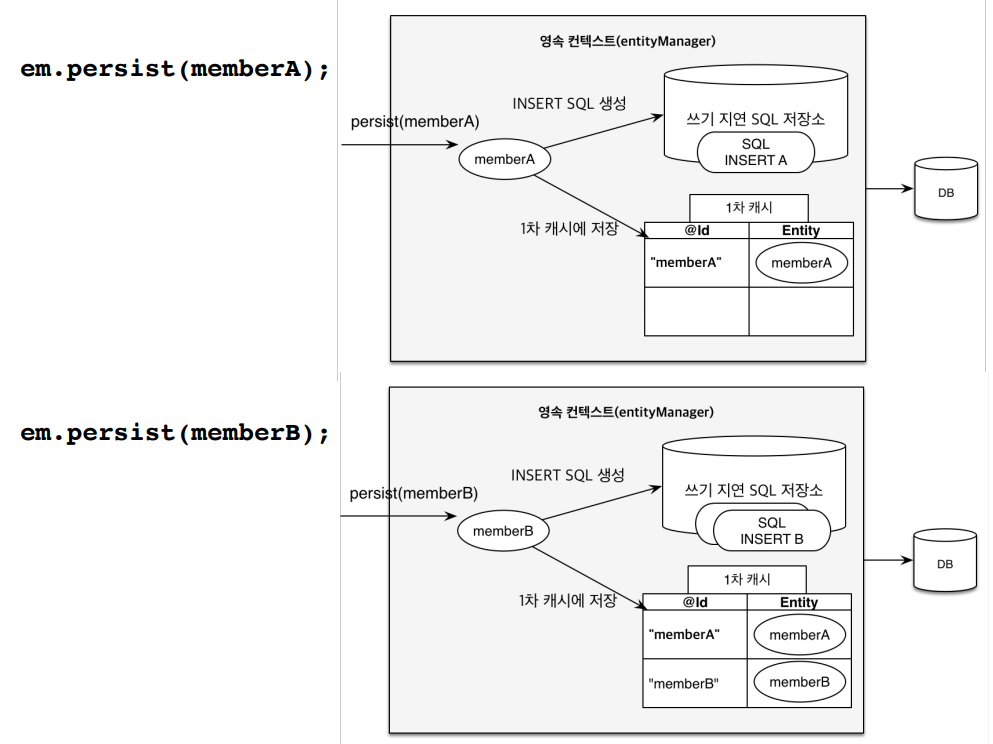 em.persist(memberA);
영속 컨텍스트(entityManager)
persist(memberA)
memberA
INSERT SQL 생성
쓰기 지연 SQL 저장소
SQL
INSERT A
1차 캐시에 저장
1차 캐시
@Id Entity
"memberA" memberA
DB
em.persist(memberB);
영속 컨텍스트(entityManager)
persist(memberB)
memberB
INSERT SQL 생성
쓰기 지연 SQL 저장소
SQL
INSERT B
1차 캐시에 저장
1차 캐시
@Id Entity
"memberA" memberA
"memberB" memberB
DB